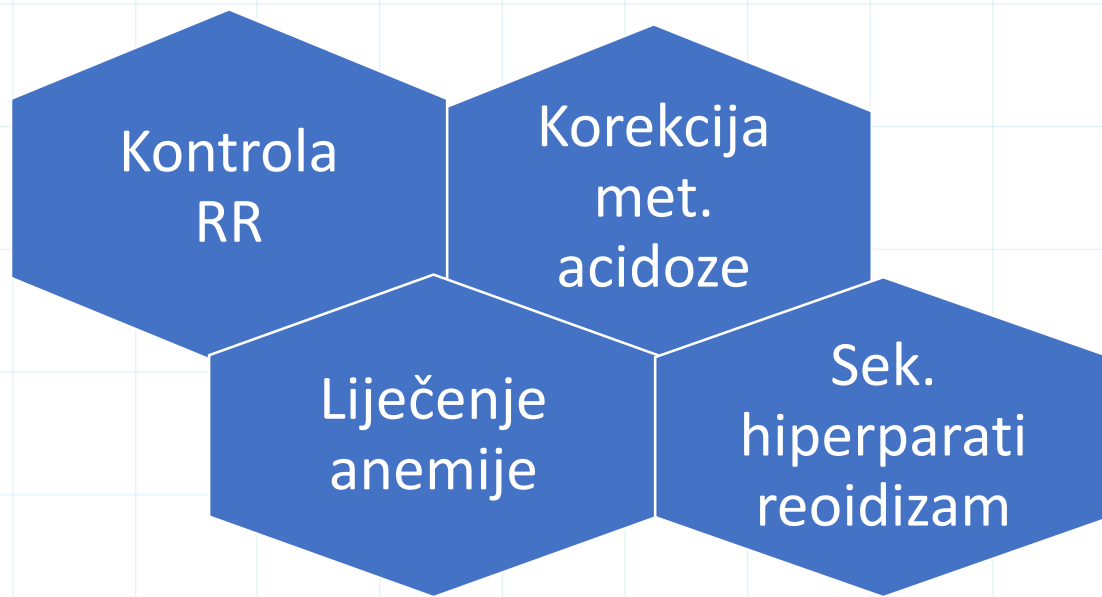 Kontrola
RR
Korekcija
met.
acidoze
Liječenje
anemije
Sek.
hiperparati
reoidizam